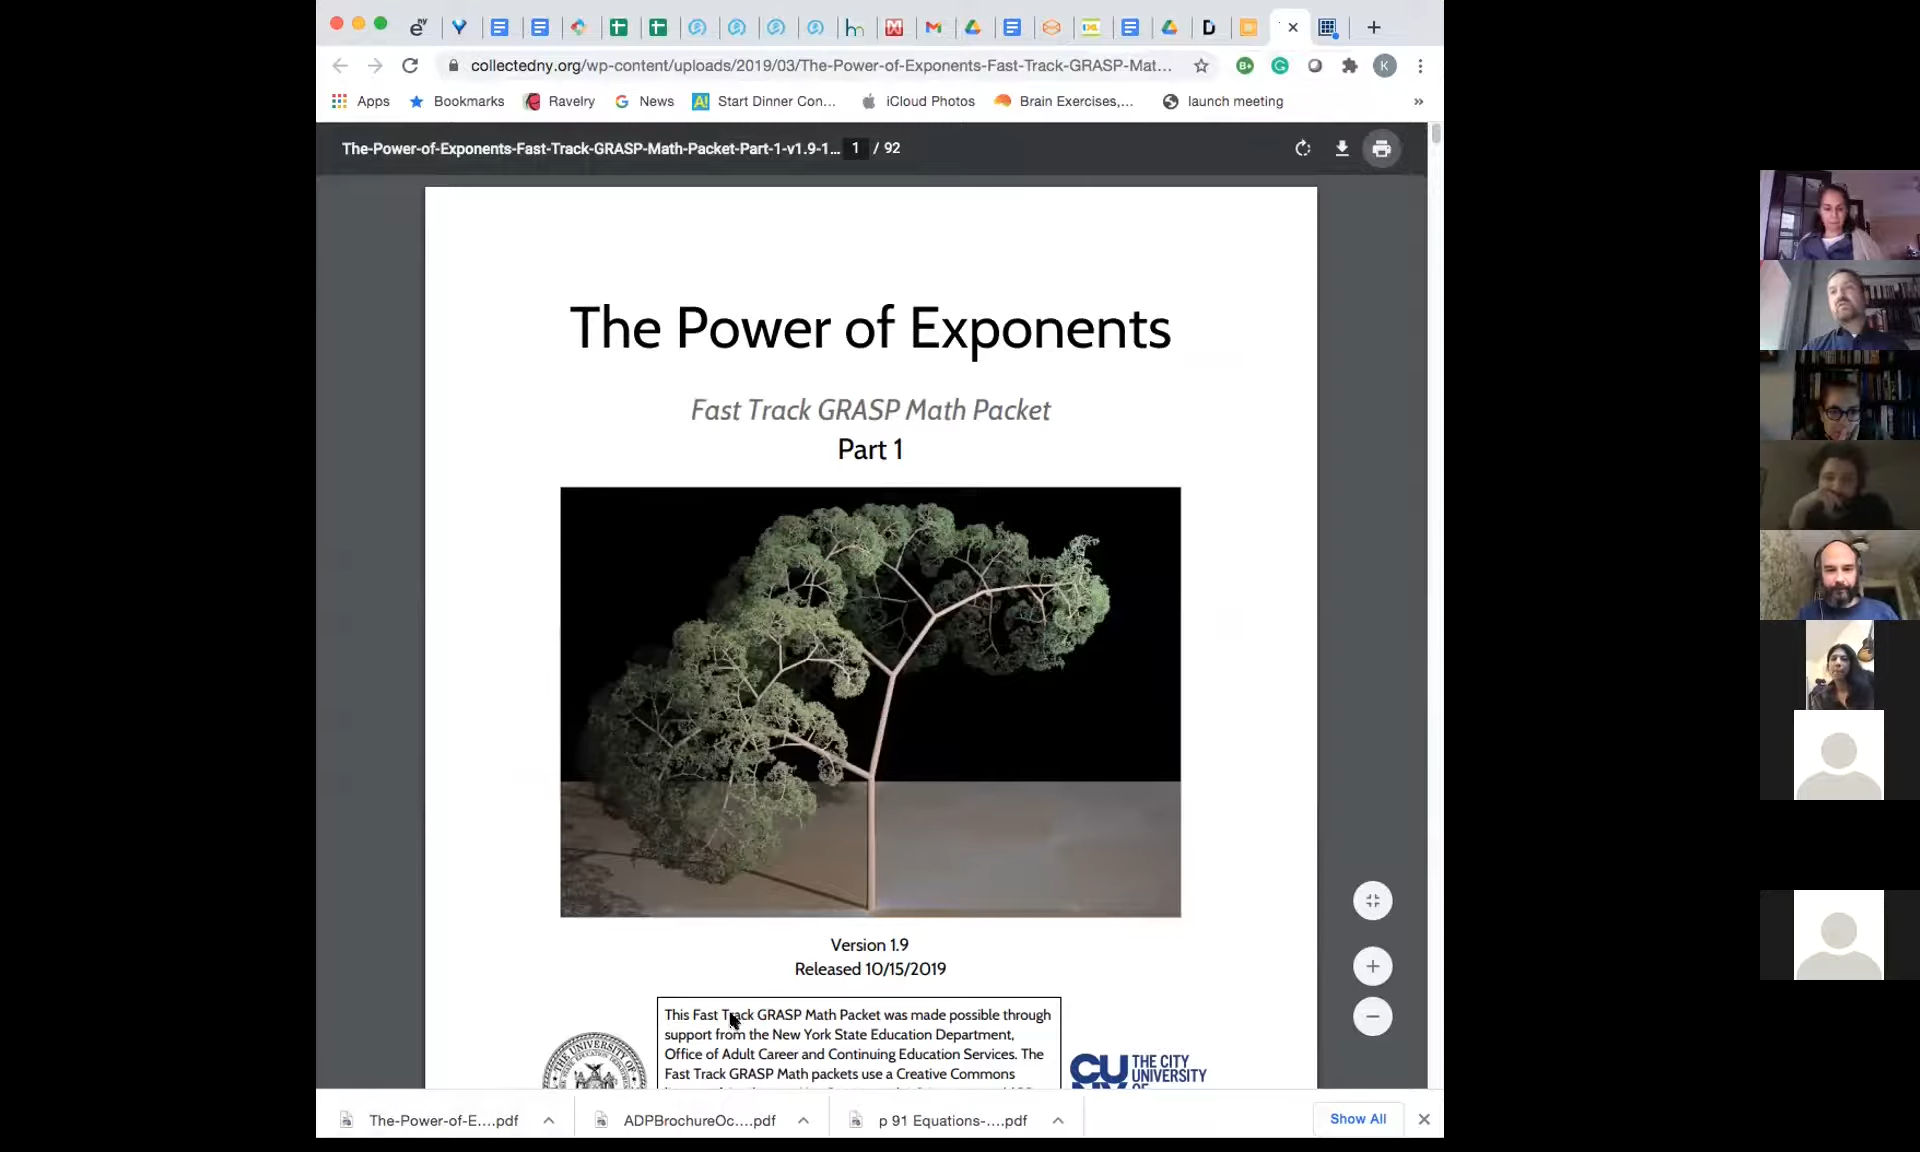 collectedny.org/wp-content/uploads/2019/03/The-Power-of-Exponents-Fast-Track-GRASP-Mat...
K
Apps
Bookmarks
Ravelry
News
Start Dinner Con...
iCloud Photos
Brain Exercises,...
launch meeting
»
The-Power-of-Exponents-Fast-Track-GRASP-Math-Packet-Part-1-v1.9-1... 1 / 92
The Power of Exponents
Fast Track GRASP Math Packet
Part 1
Version 1.9
Released 10/15/2019
This Fast Track GRASP Math Packet was made possible through
support from the New York State Education Department,
Office of Adult Career and Continuing Education Services. The
Fast Track GRASP Math packets use a Creative Commons
THE UNIVERSITY OF
CU THE CITY
UNIVERSITY
OF
The-Power-of-E....pdf
ADPBrochureOc....pdf
p 91 Equations-....pdf
Show All